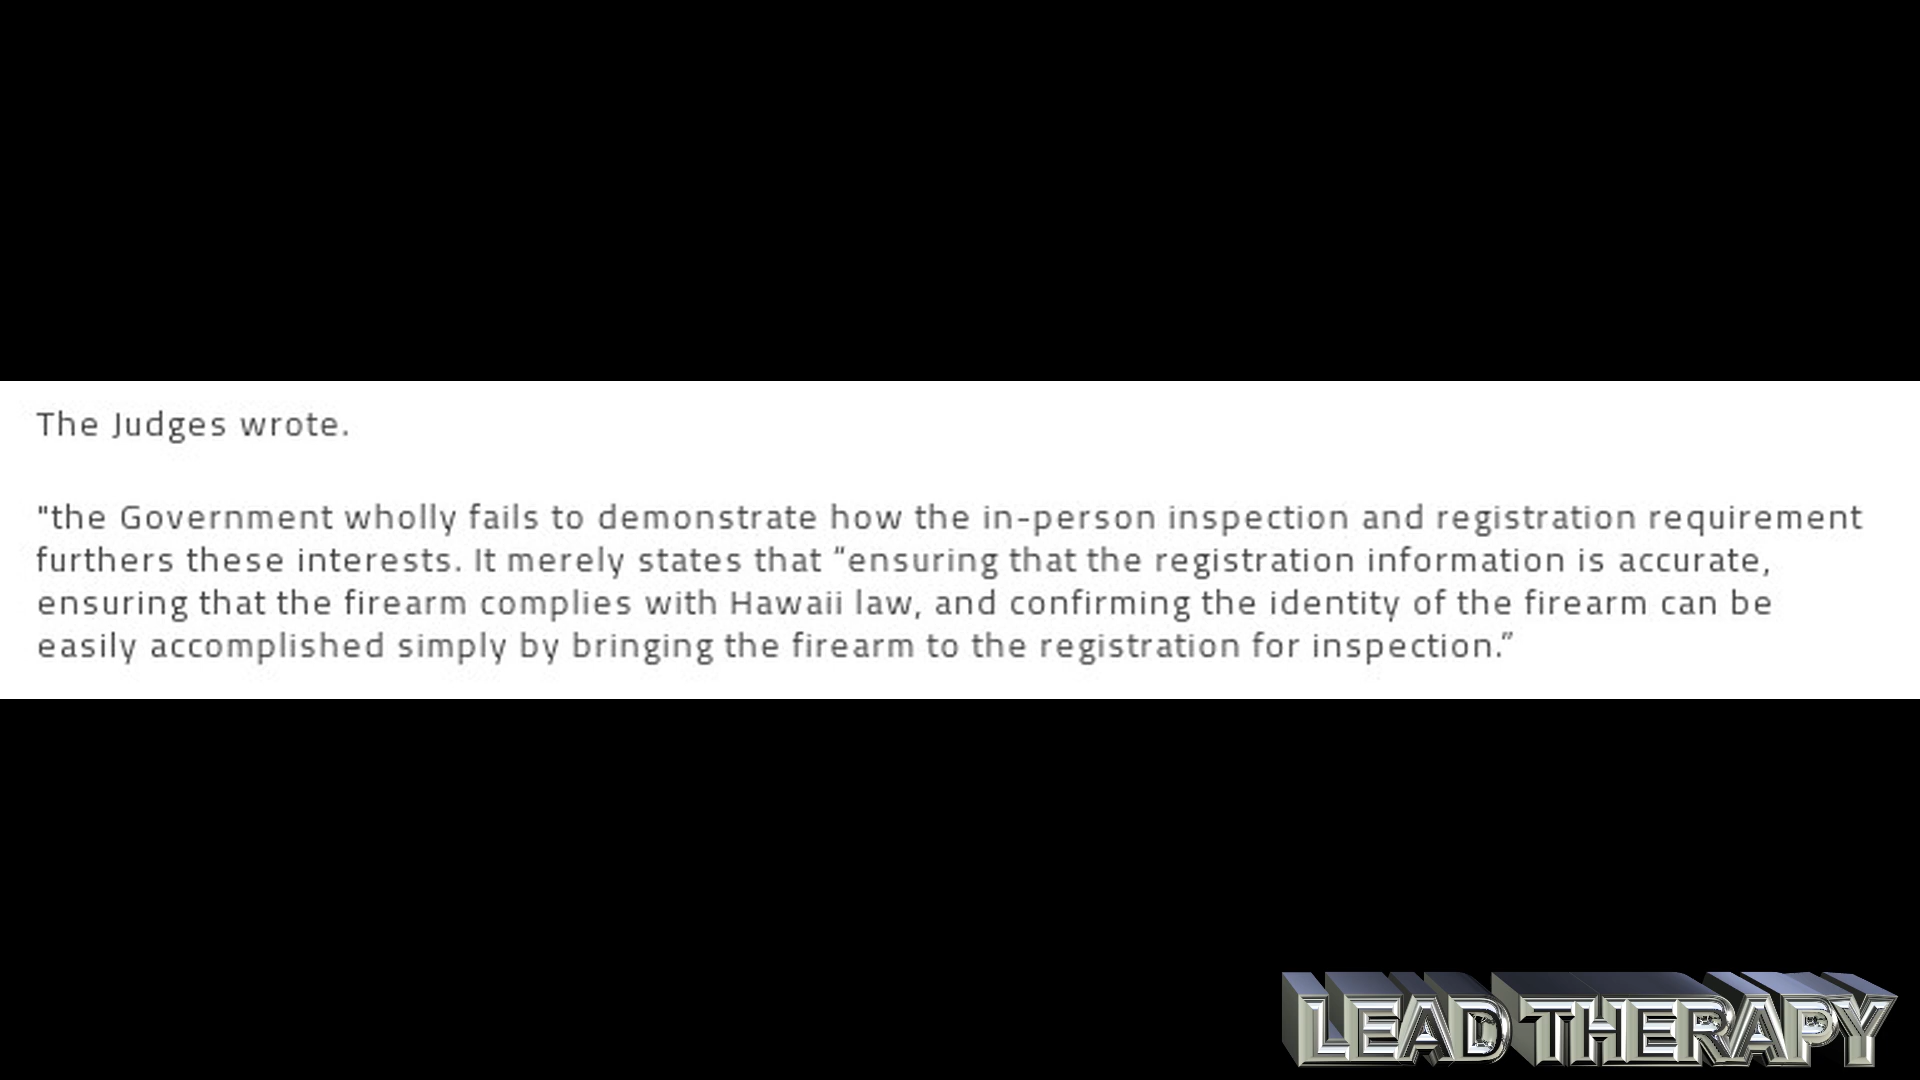 The Judges wrote.
"the Government wholly fails to demonstrate how the in-person inspection and registration requirement
furthers these interests. It merely states that “ensuring that the registration information is accurate,
ensuring that the firearm complies with Hawaii law, and confirming the identity of the firearm can be
easily accomplished simply by bringing the firearm to the registration for inspection.”
LEAD THERAPY